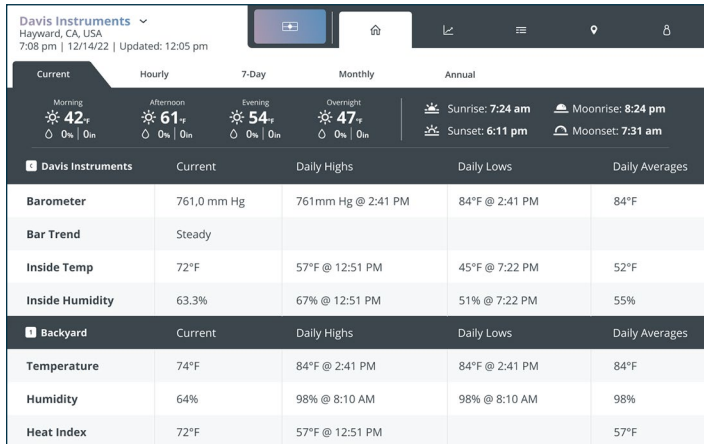 Davis Instruments
Hayward, CA, USA
7:08 pm | 12/14/22 | Updated: 12:05 pm
Current Hourly 7-Day Monthly Annual
Morning Afternoon Evening Overnight
42°F 61°F 54°F 47°F
0% | 0in 0% | 0in 0% | 0in 0% | 0in
Sunrise: 7:24 am Moonrise: 8:24 pm
Sunset: 6:11 pm Moonset: 7:31 am
C Davis Instruments Current Daily Highs Daily Lows Daily Averages
Barometer 761,0 mm Hg 761mm Hg @ 2:41 PM 84°F @ 2:41 PM 84°F
Bar Trend Steady
Inside Temp 72°F 57°F @ 12:51 PM 45°F @ 7:22 PM 52°F
Inside Humidity 63.3% 67% @ 12:51 PM 51% @ 7:22 PM 55%
1 Backyard Current Daily Highs Daily Lows Daily Averages
Temperature 74°F 84°F @ 2:41 PM 84°F @ 2:41 PM 84°F
Humidity 64% 98% @ 8:10 AM 98% @ 8:10 AM 98%
Heat Index 72°F 57°F @ 12:51 PM 57°F